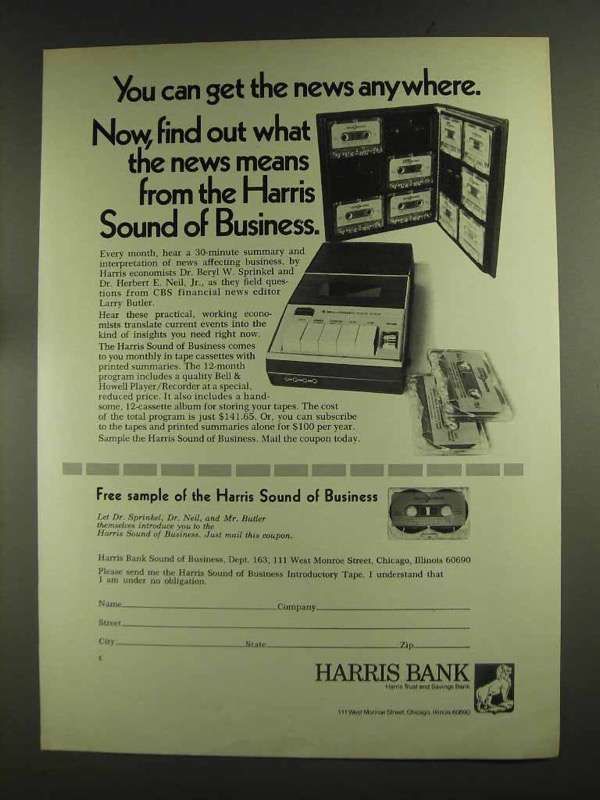 You can get the news anywhere.
Now, find out what
the news means
from the Harris
Sound of Business.
Every month, hear a 30-minute summary and
interpretation of news affecting business, by
Harris economists Dr. Beryl W. Sprinkel and
Dr. Herbert E. Neil, Jr., as they field ques-
tions from CBS financial news editor
Larry Butler.
Hear these practical, working econo-
mists translate current events into the
kind of insights you need right now.
The Harris Sound of Business comes
to you monthly in tape cassettes with
printed summaries. The 12-month
program includes a quality Bell &
Howell Player/Recorder at a special,
reduced price. It also includes a hand-
some, 12-cassette album for storing your tapes. The cost
of the total program is just $141.65. Or, you can subscribe
to the tapes and printed summaries alone for $100 per year.
Sample the Harris Sound of Business. Mail the coupon today.
Free sample of the Harris Sound of Business
Let Dr. Sprinkel, Dr. Neil, and Mr. Butler
themselves introduce you to the
Harris Sound of Business. Just mail this coupon.
Harris Bank Sound of Business, Dept. 163, 111 West Monroe Street, Chicago, Illinois 60690
Please send me the Harris Sound of Business Introductory Tape. I understand that
I am under no obligation.
Name Company
Street
City State Zip
HARRIS BANK
Harris Trust and Savings Bank
111 West Monroe Street, Chicago, Illinois 60690